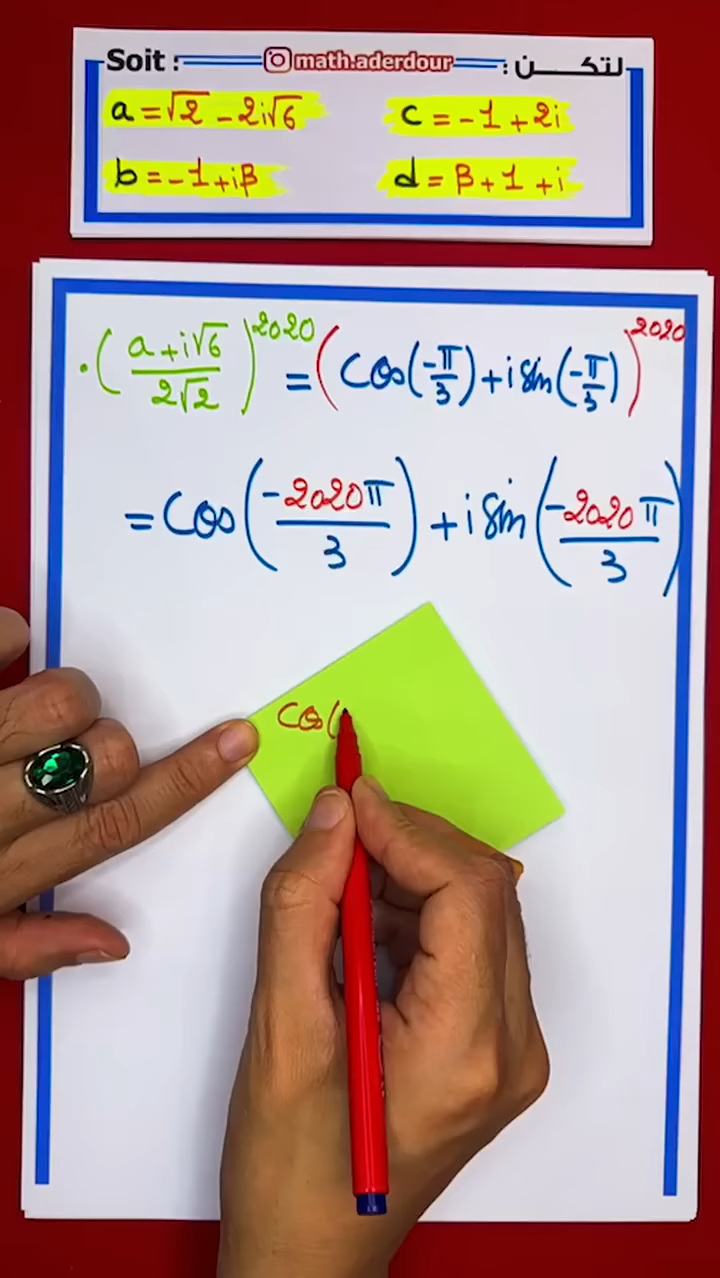 Soit : math.aderdour لتكـــن :
a = √2 - 2i√6 c = -1 + 2i
b = -1 + iβ d = β + 1 + i
• ((a + i√6)/(2√2))^2020 = (cos(-π/3) + i sin(-π/3))^2020
= cos(-2020π/3) + i sin(-2020π/3)
cos(